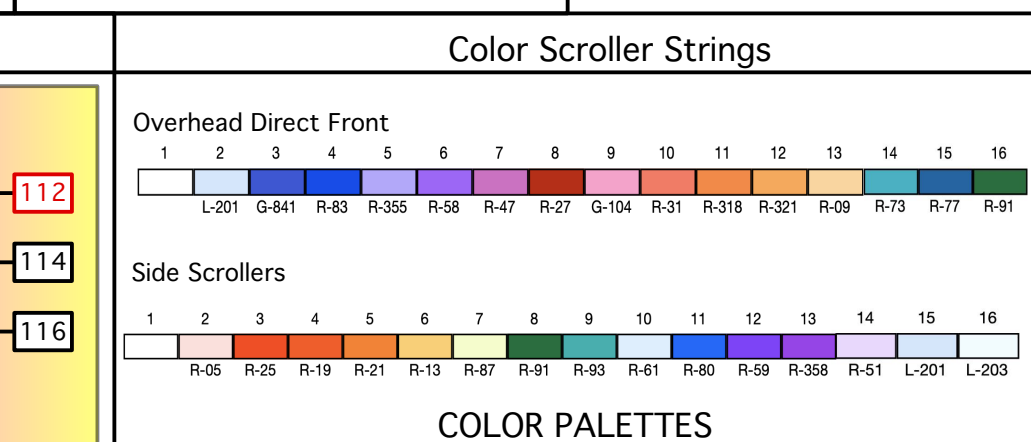 Color Scroller Strings
Overhead Direct Front
1 2 3 4 5 6 7 8 9 10 11 12 13 14 15 16
112
L-201 G-841 R-83 R-355 R-58 R-47 R-27 G-104 R-31 R-318 R-321 R-09 R-73 R-77 R-91
114
Side Scrollers
1 2 3 4 5 6 7 8 9 10 11 12 13 14 15 16
116
R-05 R-25 R-19 R-21 R-13 R-87 R-91 R-93 R-61 R-80 R-59 R-358 R-51 L-201 L-203
COLOR PALETTES